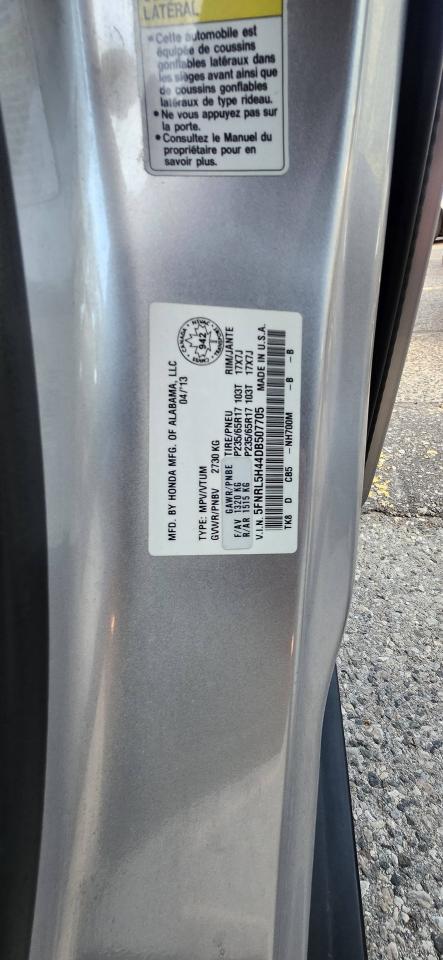 LATÉRAL
• Cette automobile est
équipée de coussins
gonflables latéraux dans
les sièges avant ainsi que
de coussins gonflables
latéraux de type rideau.
• Ne vous appuyez pas sur
la porte.
• Consultez le Manuel du
propriétaire pour en
savoir plus.
MFD. BY HONDA MFG. OF ALABAMA, LLC
04/'13
TYPE: MPV/VTUM
GVWR/PNBV 2730 KG
GAWR/PNBE TIRE/PNEU RIM/JANTE
F/AV 1320 KG P235/65R17 103T 17X7J
R/AR 1515 KG P235/65R17 103T 17X7J
V.I.N. 5FNRL5H44DB507705 MADE IN U.S.A.
TK8 D CB5 -NH700M -B -B
CANADA
942
TRANSPORT